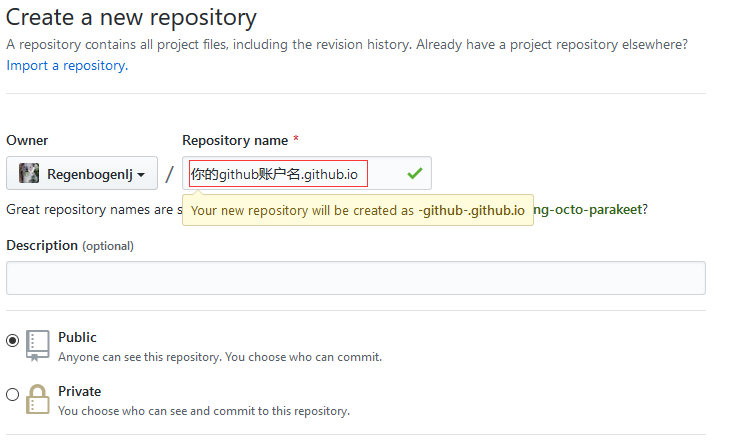 Create a new repository
A repository contains all project files, including the revision history. Already have a project repository elsewhere?
Import a repository.
Owner
Repository name *
Regenbogenlj
/
你的github账户名.github.io
Great repository names are s
ng-octo-parakeet?
Your new repository will be created as -github-.github.io
Description (optional)
Public
Anyone can see this repository. You choose who can commit.
Private
You choose who can see and commit to this repository.